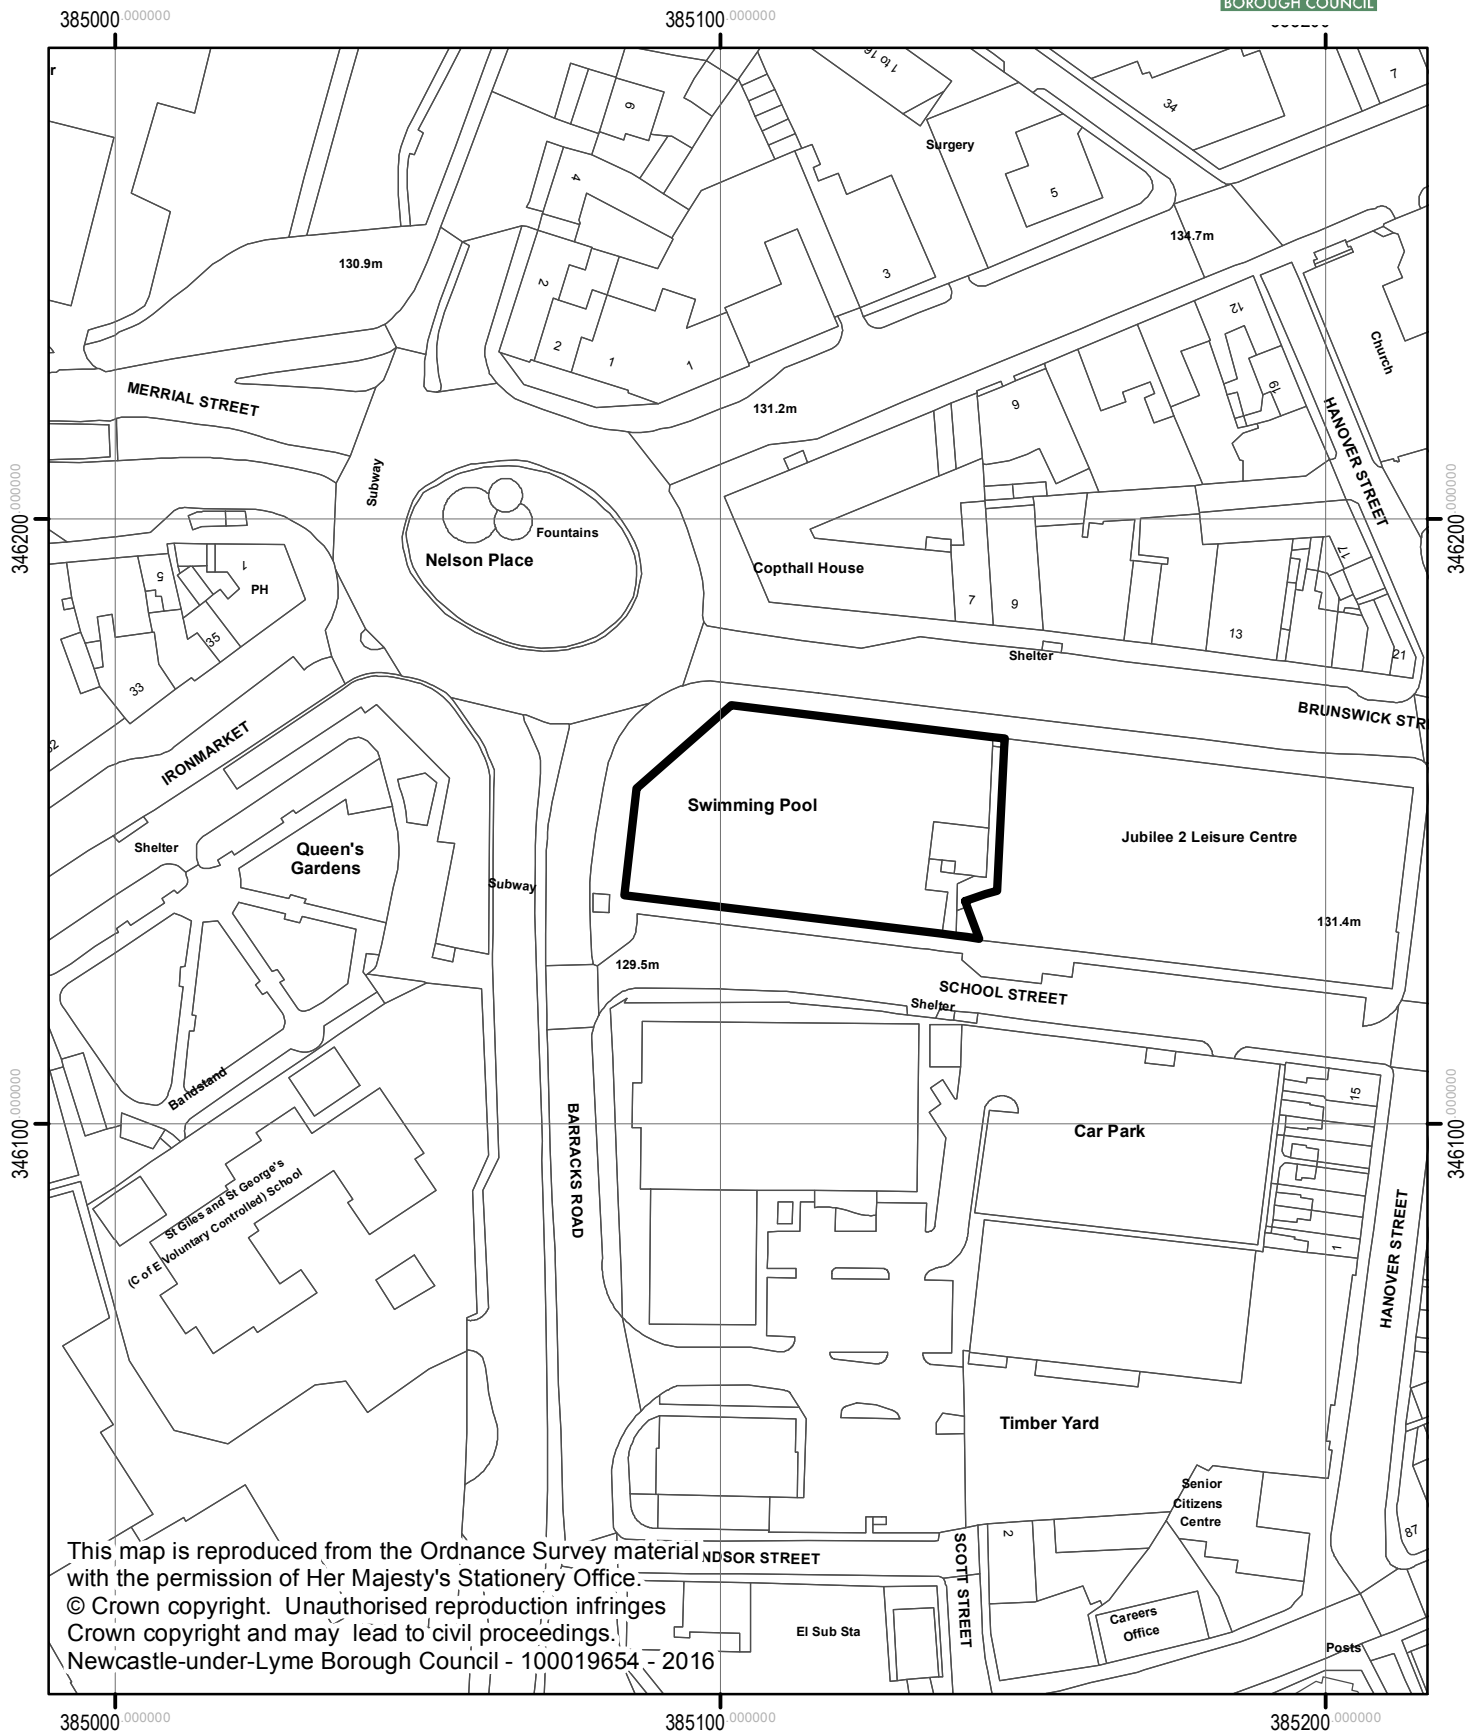 BOROUGH COUNCIL
385000.000000
385100.000000
r
1 to 16
34
7
6
Surgery
4
5
134.7m
130.9m
3
2
12
2
1
1
Church
MERRIAL STREET
131.2m
19
9
HANOVER STREET
Subway
346200.000000
346200.000000
Fountains
Nelson Place
Copthall House
17
5
1
PH
7
9
35
13
Shelter
21
33
BRUNSWICK STR
IRONMARKET
Swimming Pool
Jubilee 2 Leisure Centre
Shelter
Queen's
Gardens
Subway
131.4m
129.5m
SCHOOL STREET
Shelter
Bandstand
15
346100.000000
346100.000000
BARRACKS ROAD
Car Park
St Giles and St George's
(C of E Voluntary Controlled) School
HANOVER STREET
1
Timber Yard
Senior
Citizens
Centre
2
87
This map is reproduced from the Ordnance Survey material
NDSOR STREET
SCOTT STREET
with the permission of Her Majesty's Stationery Office.
© Crown copyright. Unauthorised reproduction infringes
Crown copyright and may lead to civil proceedings.
El Sub Sta
Careers
Office
Posts
Newcastle-under-Lyme Borough Council - 100019654 - 2016
385000.000000
385100.000000
385200.000000